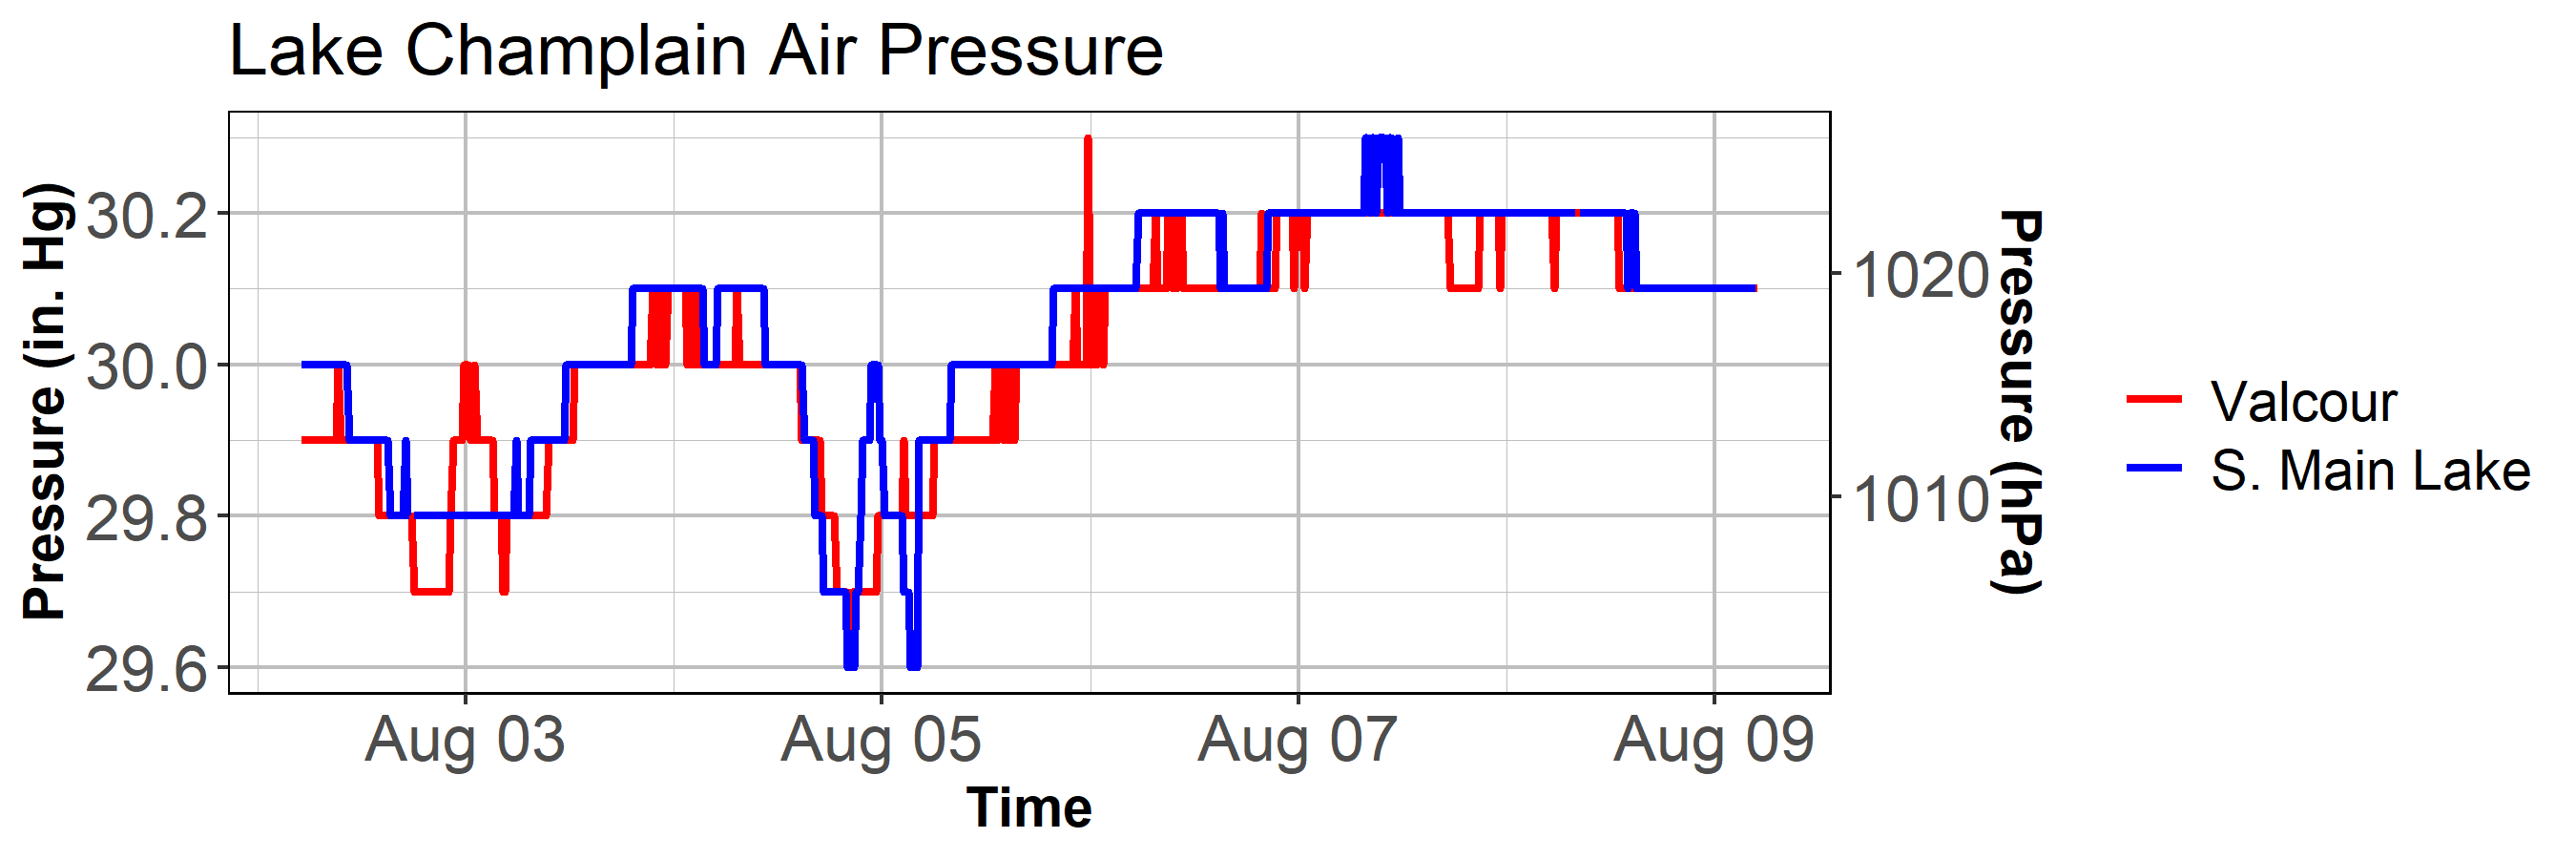 Lake Champlain Air Pressure
Pressure (in. Hg)
30.2
30.0
29.8
29.6
Aug 03
Aug 05
Aug 07
Aug 09
Time
1020
1010
Pressure (hPa)
Valcour
S. Main Lake